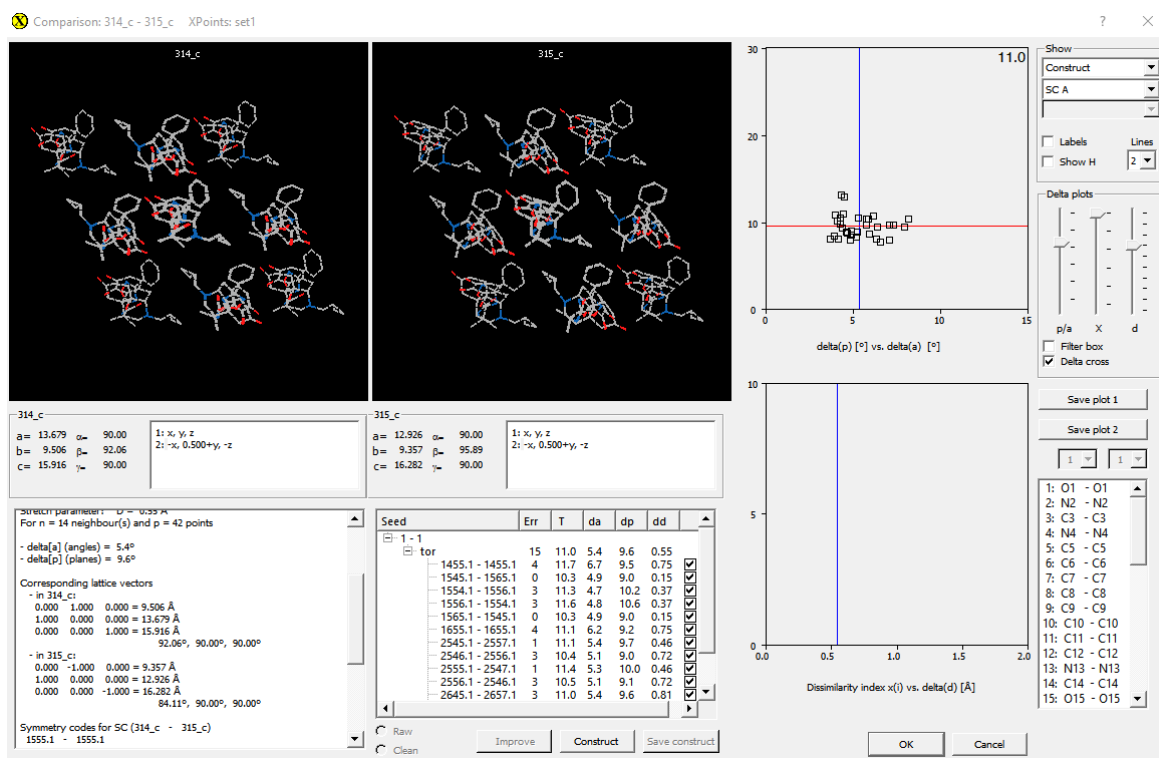 Comparison: 314_c - 315_c XPoints: set1
? ×
314_c
315_c
30
20
10
0
11.0
0 5 10 15
delta(p) [º] vs. delta(a) [º]
Show
Construct
SC A
Labels
Lines
Show H
2
Delta plots
p/a X d
Filter box
Delta cross
10
5
0
0.0 0.5 1.0 1.5 2.0
Dissimilarity index x(i) vs. delta(d) [Å]
Save plot 1
Save plot 2
1 1
1: O1 - O1
2: N2 - N2
3: C3 - C3
4: N4 - N4
5: C5 - C5
6: C6 - C6
7: C7 - C7
8: C8 - C8
9: C9 - C9
10: C10 - C10
11: C11 - C11
12: C12 - C12
13: N13 - N13
14: C14 - C14
15: O15 - O15
314_c
a= 13.679 α= 90.00
b= 9.506 β= 92.06
c= 15.916 γ= 90.00
1: x, y, z
2: -x, 0.500+y, -z
315_c
a= 12.926 α= 90.00
b= 9.357 β= 95.89
c= 16.282 γ= 90.00
1: x, y, z
2: -x, 0.500+y, -z
Stretch parameter: D = 0.55 Å
For n = 14 neighbour(s) and p = 42 points
- delta[a] (angles) = 5.4º
- delta[p] (planes) = 9.6º
Corresponding lattice vectors
- in 314_c:
0.000 1.000 0.000 = 9.506 Å
1.000 0.000 0.000 = 13.679 Å
0.000 0.000 1.000 = 15.916 Å
92.06º, 90.00º, 90.00º
- in 315_c:
0.000 -1.000 0.000 = 9.357 Å
1.000 0.000 0.000 = 12.926 Å
0.000 0.000 -1.000 = 16.282 Å
84.11º, 90.00º, 90.00º
Symmetry codes for SC (314_c - 315_c)
1555.1 - 1555.1
Seed Err T da dp dd
1 - 1
tor 15 11.0 5.4 9.6 0.55
1455.1 - 1455.1 4 11.7 6.7 9.5 0.75
1545.1 - 1565.1 0 10.3 4.9 9.0 0.15
1554.1 - 1556.1 3 11.3 4.7 10.2 0.37
1556.1 - 1554.1 3 11.6 4.8 10.6 0.37
1565.1 - 1545.1 0 10.3 4.9 9.0 0.15
1655.1 - 1655.1 4 11.1 6.2 9.2 0.75
2545.1 - 2557.1 1 11.1 5.4 9.7 0.46
2546.1 - 2556.1 3 10.4 5.1 9.0 0.72
2555.1 - 2547.1 1 11.4 5.3 10.0 0.46
2556.1 - 2546.1 3 10.5 5.1 9.1 0.72
2645.1 - 2657.1 3 11.0 5.4 9.6 0.81
Raw
Clean
Improve
Construct
Save construct
OK
Cancel